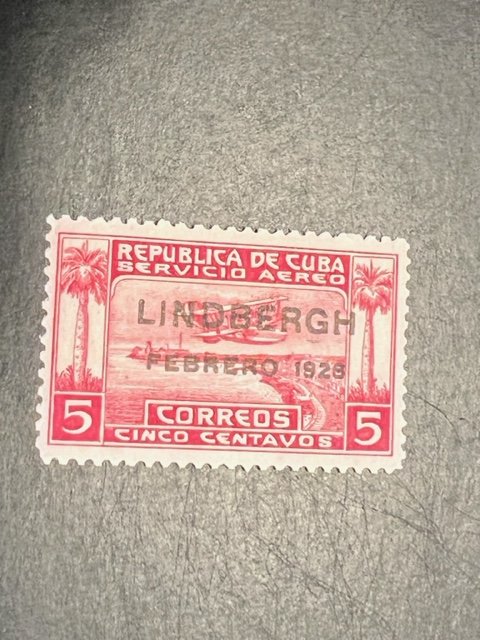 REPUBLICA DE CUBA
SERVICIO AEREO
LINDBERGH
FEBRERO 1928
CORREOS
5 5
CINCO CENTAVOS